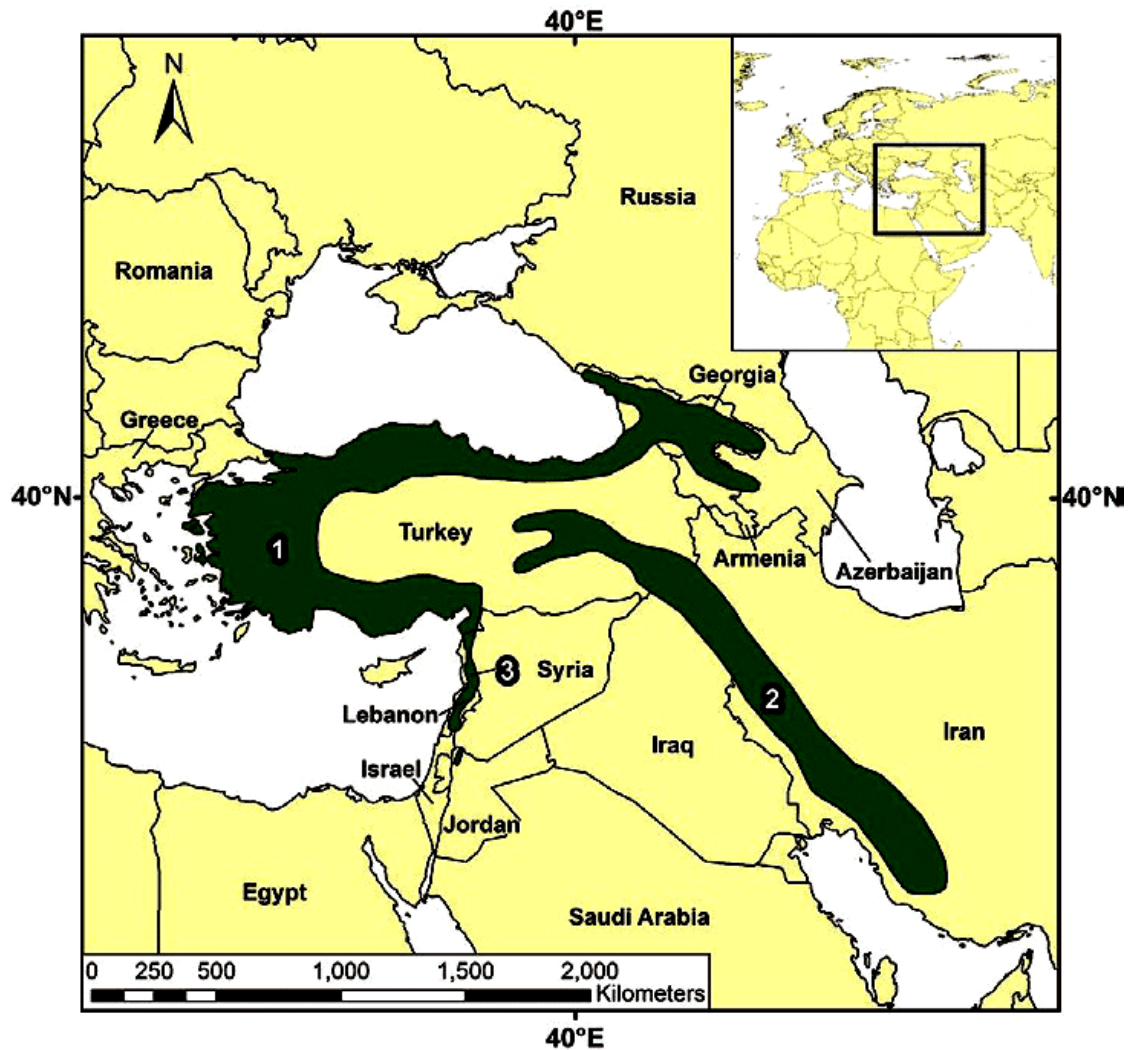 40°E
N
Russia
Romania
Georgia
Greece
40°N
40°N
Turkey
1
Armenia
Azerbaijan
3
Syria
2
Lebanon
Iraq
Iran
Israel
Jordan
Egypt
Saudi Arabia
0 250 500 1,000 1,500 2,000
Kilometers
40°E